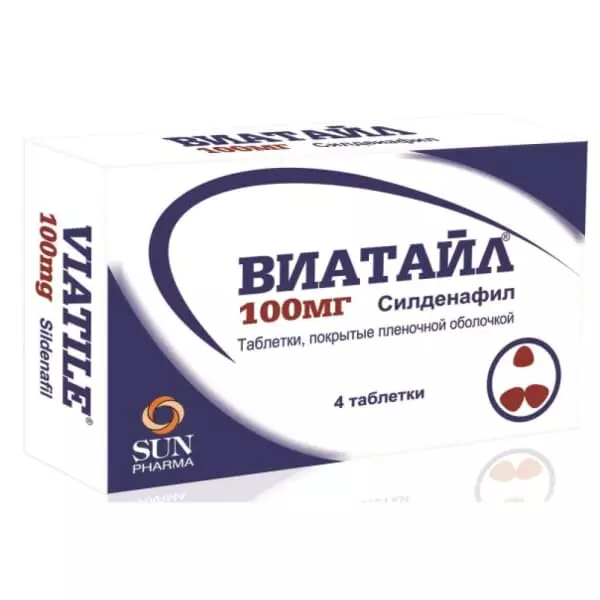 ВИАТАЙЛ
100мг Силденафил
ВИАТАЙЛ®
100мг Силденафил
Таблетки, покрытые пленочной оболочкой
4 таблетки
VIATILE®
100mg Sildenafil
SUN
PHARMA